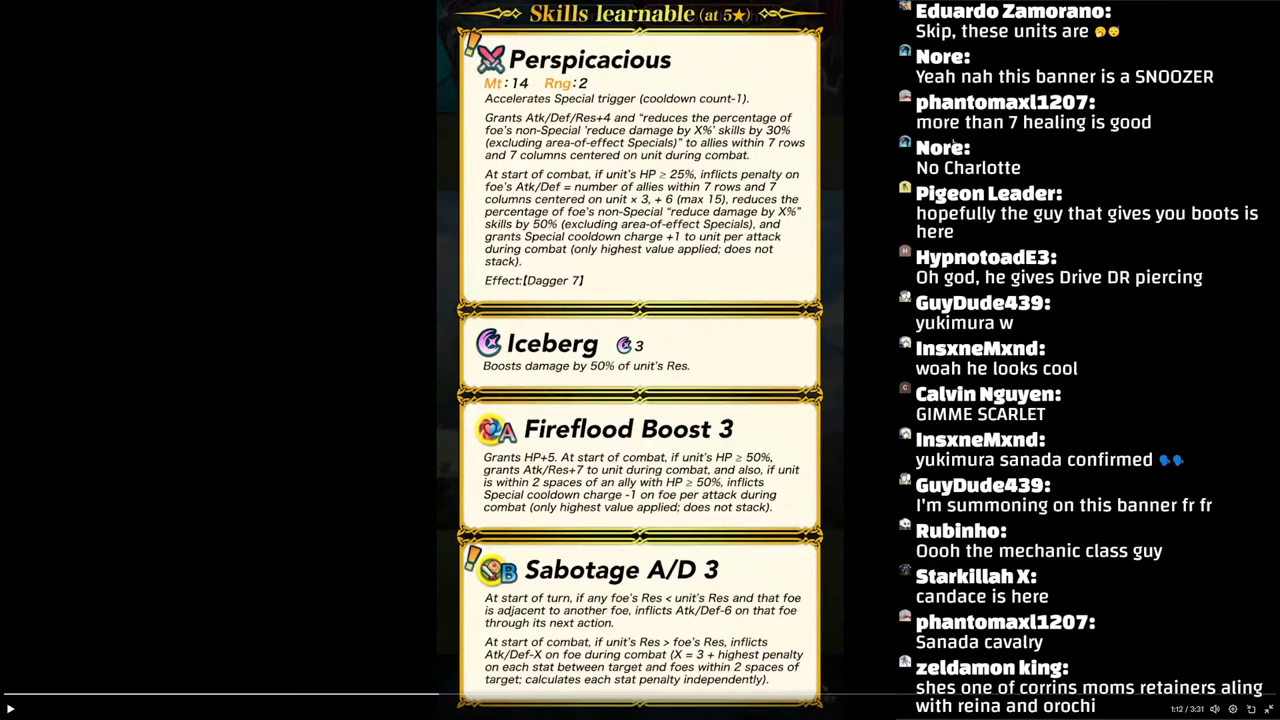 Skills learnable (at 5★)
Perspicacious
Mt:14 Rng:2
Accelerates Special trigger (cooldown count-1).
Grants Atk/Def/Res+4 and “reduces the percentage of
foe's non-Special 'reduce damage by X%' skills by 30%
(excluding area-of-effect Specials)” to allies within 7 rows
and 7 columns centered on unit during combat.
At start of combat, if unit's HP ≥ 25%, inflicts penalty on
foe's Atk/Def = number of allies within 7 rows and 7
columns centered on unit × 3, + 6 (max 15), reduces the
percentage of foe's non-Special “reduce damage by X%”
skills by 50% (excluding area-of-effect Specials), and
grants Special cooldown charge +1 to unit per attack
during combat (only highest value applied; does not
stack).
Effect:【Dagger 7】
Iceberg 3
Boosts damage by 50% of unit's Res.
A Fireflood Boost 3
Grants HP+5. At start of combat, if unit's HP ≥ 50%,
grants Atk/Res+7 to unit during combat, and also, if unit
is within 2 spaces of an ally with HP ≥ 50%, inflicts
Special cooldown charge -1 on foe per attack during
combat (only highest value applied; does not stack).
B Sabotage A/D 3
At start of turn, if any foe's Res < unit's Res and that foe
is adjacent to another foe, inflicts Atk/Def-6 on that foe
through its next action.
At start of combat, if unit's Res > foe's Res, inflicts
Atk/Def-X on foe during combat (X = 3 + highest penalty
on each stat between target and foes within 2 spaces of
target; calculates each stat penalty independently).
Eduardo Zamorano:
Skip, these units are 🥱😴
Nore:
Yeah nah this banner is a SNOOZER
phantomaxl1207:
more than 7 healing is good
Nore:
No Charlotte
Pigeon Leader:
hopefully the guy that gives you boots is
here
H
HypnotoadE3:
Oh god, he gives Drive DR piercing
GuyDude439:
yukimura w
InsxneMxnd:
woah he looks cool
C
Calvin Nguyen:
GIMME SCARLET
InsxneMxnd:
yukimura sanada confirmed 🗣️🗣️
GuyDude439:
I'm summoning on this banner fr fr
Rubinho:
Oooh the mechanic class guy
Starkillah X:
candace is here
phantomaxl1207:
Sanada cavalry
zeldamon king:
shes one of corrins moms retainers aling
with reina and orochi
1:12 / 3:31